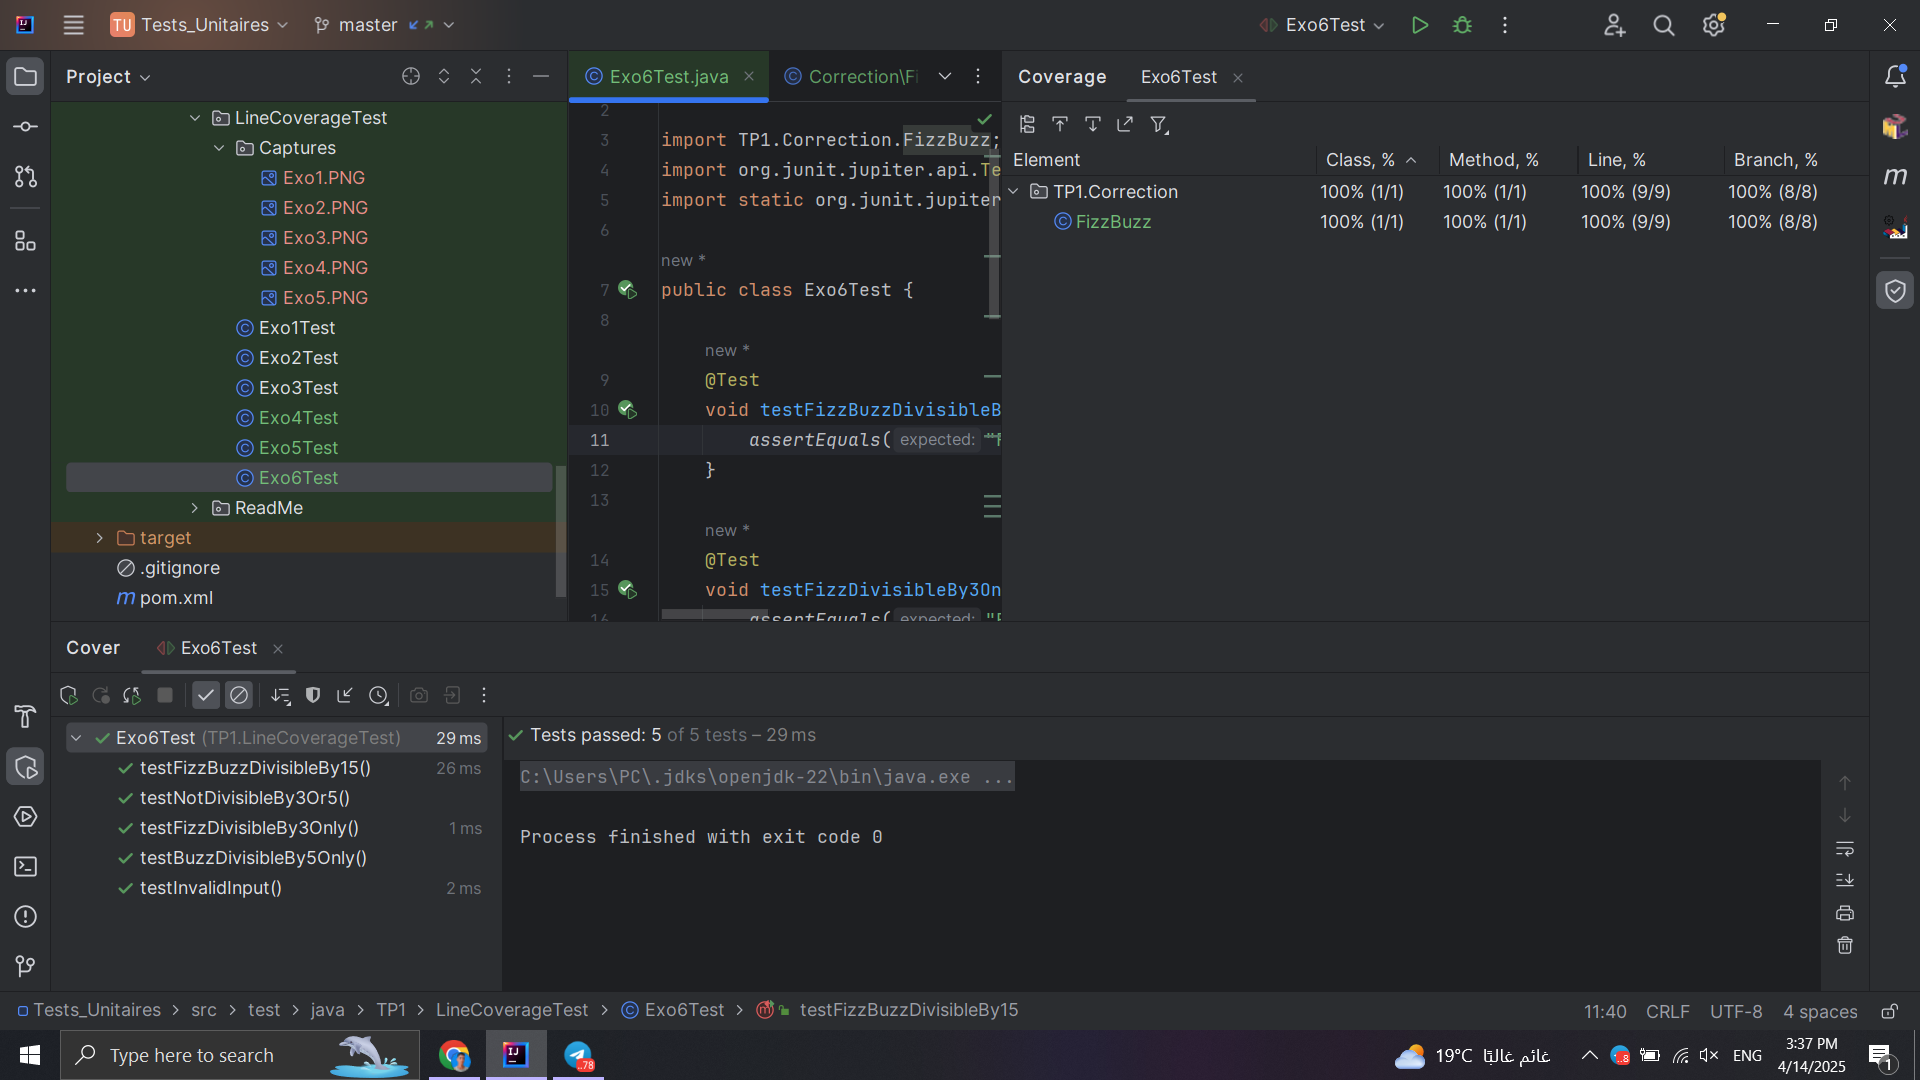 TU Tests_Unitaires master Exo6Test
Project
LineCoverageTest
Captures
Exo1.PNG
Exo2.PNG
Exo3.PNG
Exo4.PNG
Exo5.PNG
Exo1Test
Exo2Test
Exo3Test
Exo4Test
Exo5Test
Exo6Test
ReadMe
target
.gitignore
m pom.xml
Exo6Test.java Correction\Fi
2
3 import TP1.Correction.FizzBuzz;
4 import org.junit.jupiter.api.Te
5 import static org.junit.jupiter
6
new *
7 public class Exo6Test {
8
new *
9 @Test
10 void testFizzBuzzDivisibleB
11 assertEquals( expected: "F
12 }
13
new *
14 @Test
15 void testFizzDivisibleBy3On
16 assertEquals( expected: "F
Coverage Exo6Test
Element Class, % Method, % Line, % Branch, %
TP1.Correction 100% (1/1) 100% (1/1) 100% (9/9) 100% (8/8)
FizzBuzz 100% (1/1) 100% (1/1) 100% (9/9) 100% (8/8)
m
Cover Exo6Test
Exo6Test (TP1.LineCoverageTest) 29 ms
testFizzBuzzDivisibleBy15() 26 ms
testNotDivisibleBy3Or5()
testFizzDivisibleBy3Only() 1 ms
testBuzzDivisibleBy5Only()
testInvalidInput() 2 ms
Tests passed: 5 of 5 tests – 29 ms
C:\Users\PC\.jdks\openjdk-22\bin\java.exe ...
Process finished with exit code 0
Tests_Unitaires > src > test > java > TP1 > LineCoverageTest > Exo6Test > testFizzBuzzDivisibleBy15
11:40 CRLF UTF-8 4 spaces
Type here to search
..78
19°C غائم غالبًا
..8
ENG
3:37 PM
4/14/2025
1